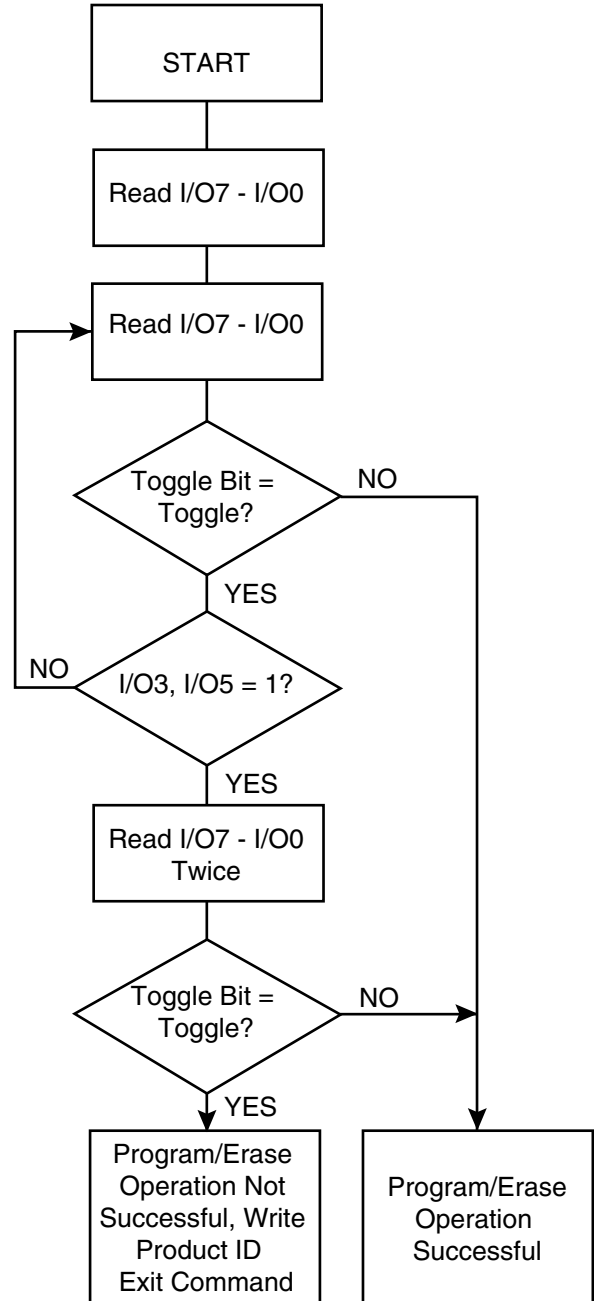 START
Read I/O7 - I/O0
Read I/O7 - I/O0
Toggle Bit =
Toggle?
NO
YES
NO
I/O3, I/O5 = 1?
YES
Read I/O7 - I/O0
Twice
Toggle Bit =
Toggle?
NO
YES
Program/Erase
Operation Not
Successful, Write
Product ID
Exit Command
Program/Erase
Operation
Successful